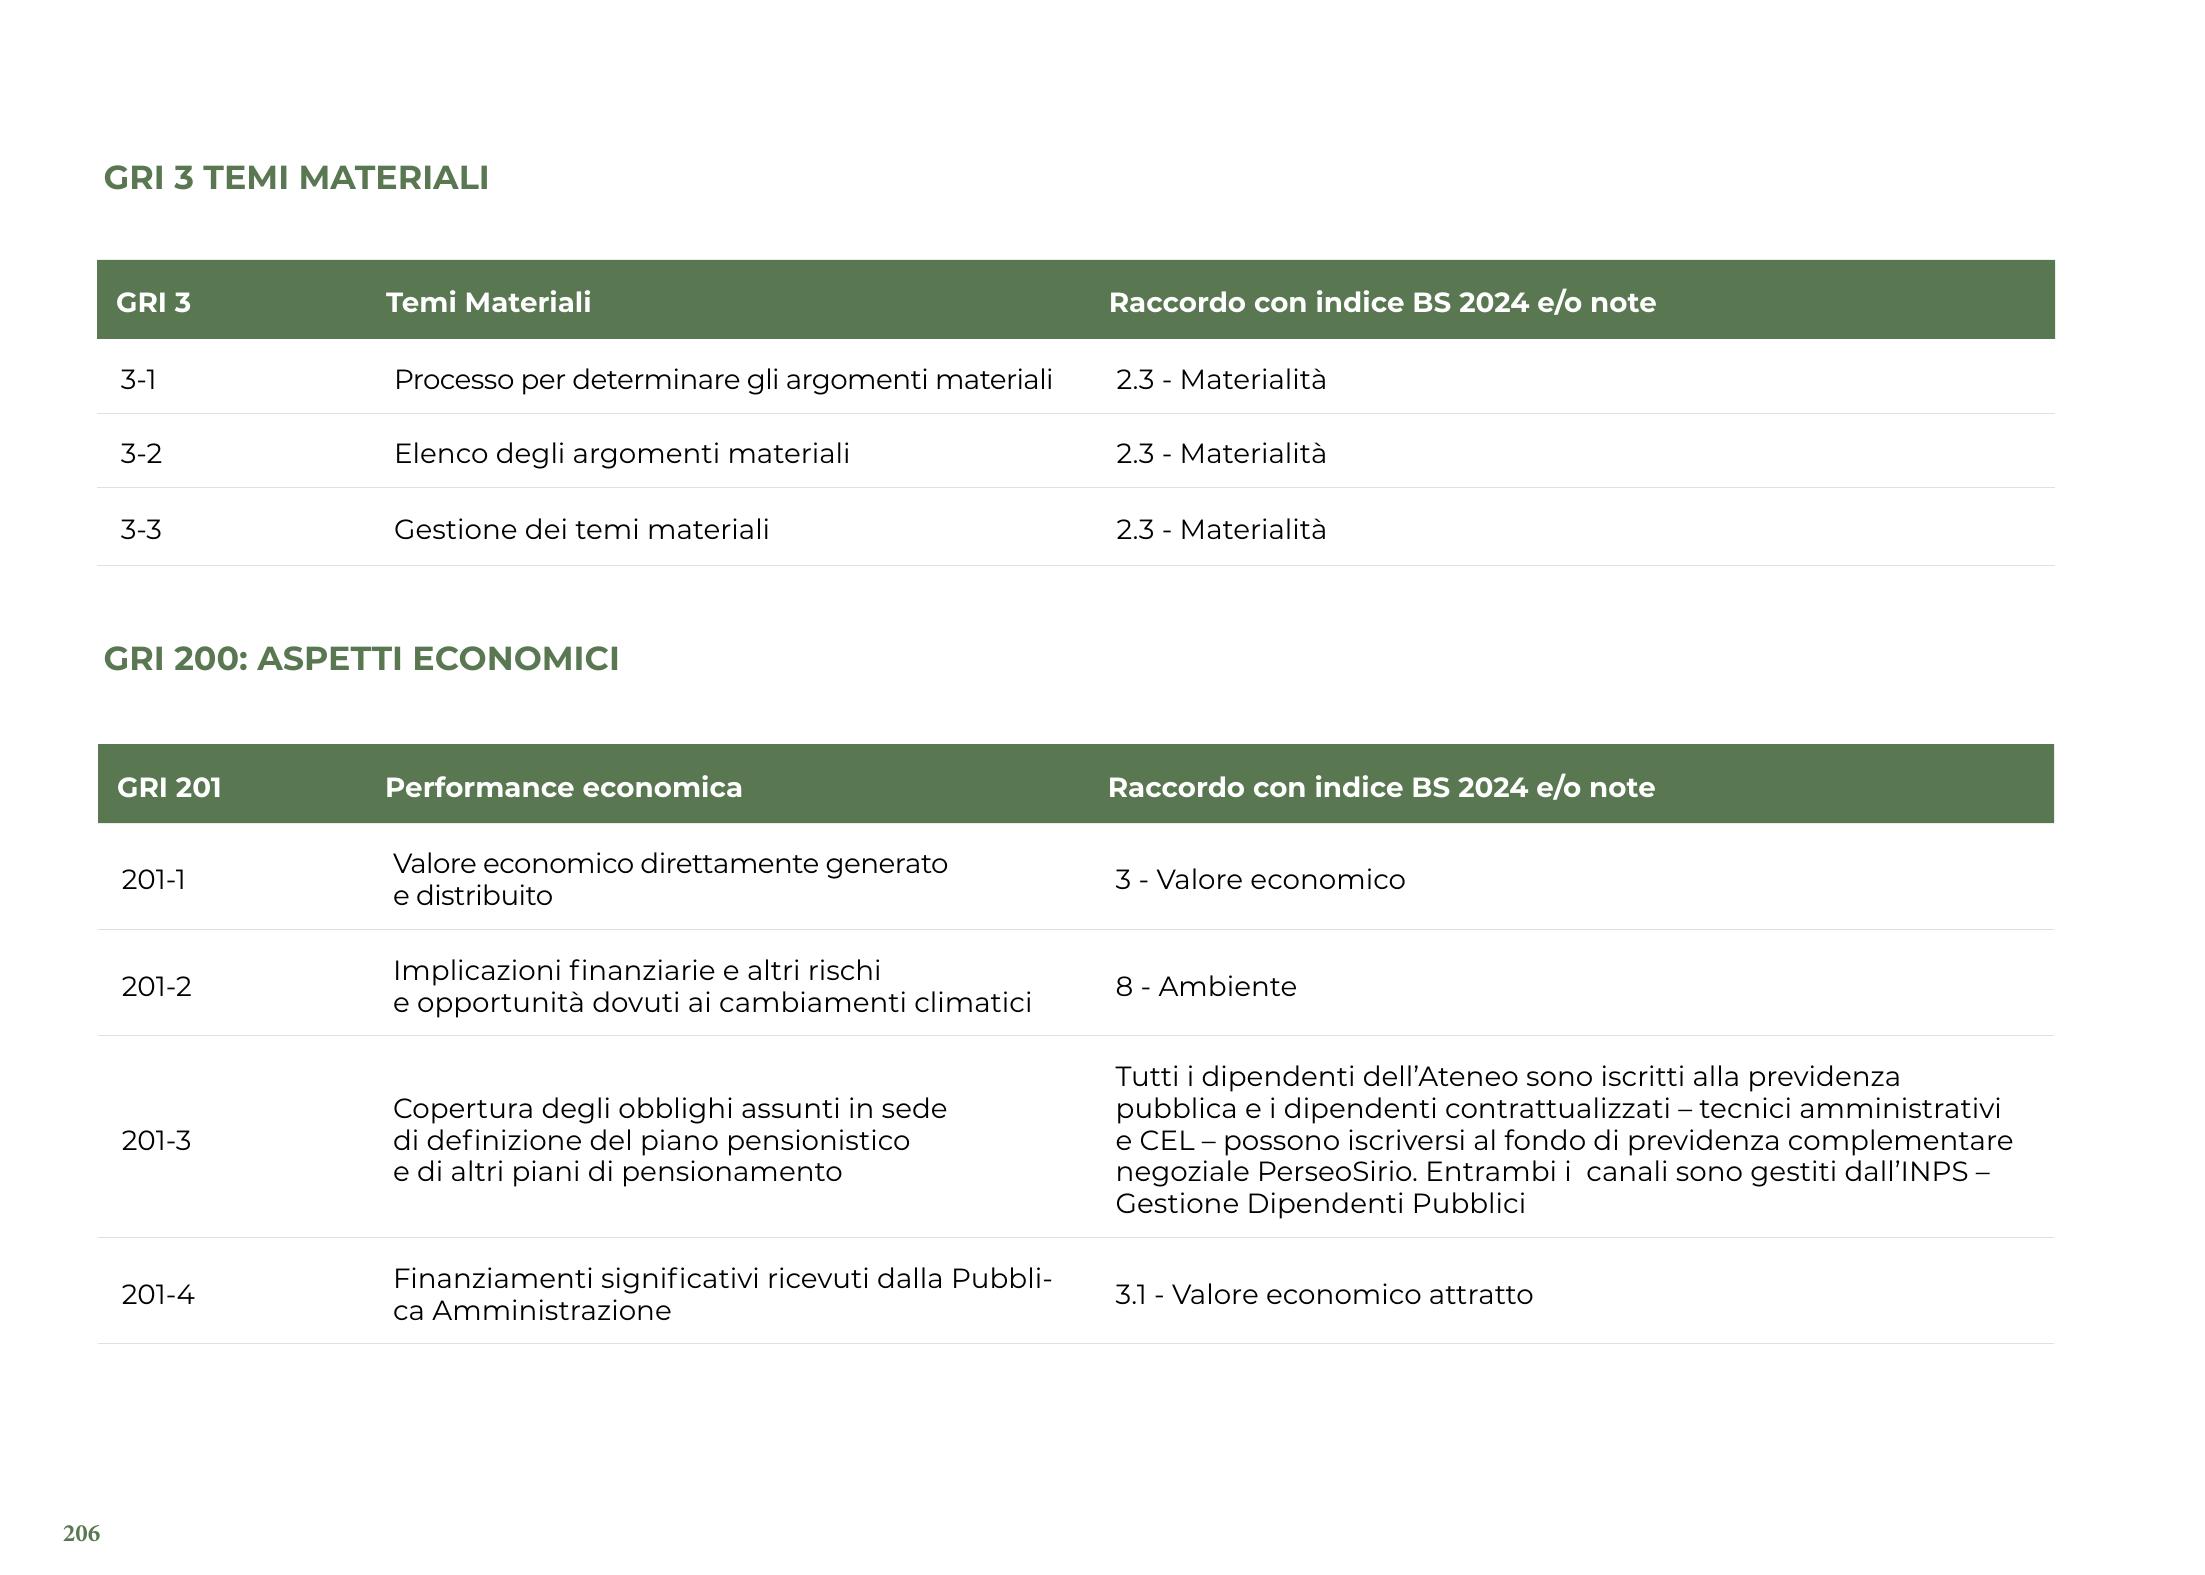 GRI 3 TEMI MATERIALI
GRI 3 Temi Materiali Raccordo con indice BS 2024 e/o note
3-1 Processo per determinare gli argomenti materiali 2.3 - Materialità
3-2 Elenco degli argomenti materiali 2.3 - Materialità
3-3 Gestione dei temi materiali 2.3 - Materialità
GRI 200: ASPETTI ECONOMICI
GRI 201 Performance economica Raccordo con indice BS 2024 e/o note
201-1
Valore economico direttamente generato
e distribuito
3 - Valore economico
201-2
Implicazioni finanziarie e altri rischi
e opportunità dovuti ai cambiamenti climatici
8 - Ambiente
201-3
Copertura degli obblighi assunti in sede
di definizione del piano pensionistico
e di altri piani di pensionamento
Tutti i dipendenti dell’Ateneo sono iscritti alla previdenza
pubblica e i dipendenti contrattualizzati – tecnici amministrativi
e CEL – possono iscriversi al fondo di previdenza complementare
negoziale PerseoSirio. Entrambi i  canali sono gestiti dall’INPS –
Gestione Dipendenti Pubblici
201-4
Finanziamenti significativi ricevuti dalla Pubbli-
ca Amministrazione
3.1 - Valore economico attratto
206